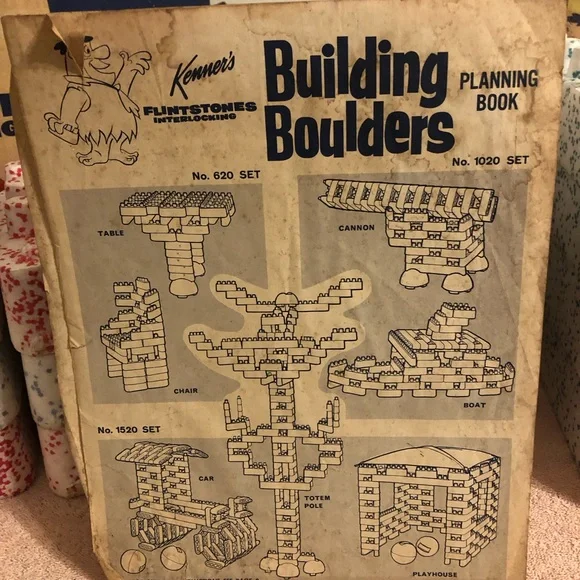 Kenner's
FLINTSTONES
INTERLOCKING
Building
Boulders
PLANNING
BOOK
No. 620 SET
No. 1020 SET
TABLE
CANNON
CHAIR
BOAT
No. 1520 SET
CAR
TOTEM
POLE
PLAYHOUSE